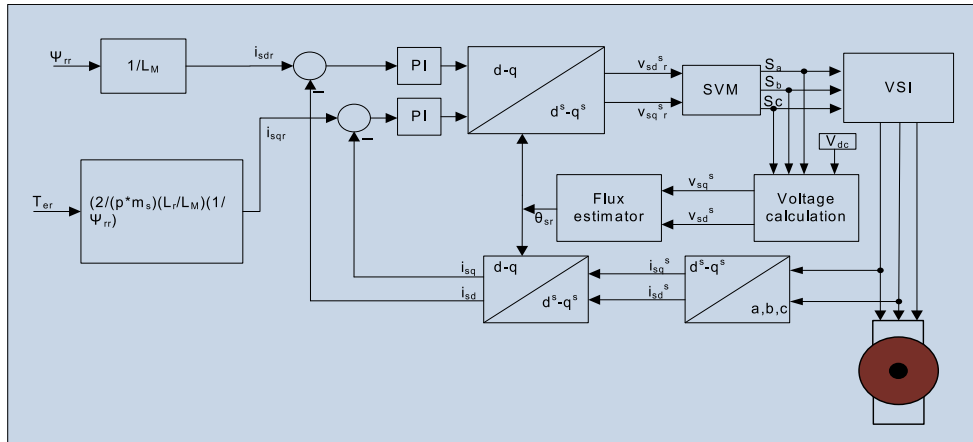 Ψrr
1/LM
isdr
PI
d-q
ds-qs
vsdsr
vsqsr
SVM
Sa
Sb
Sc
VSI
PI
isqr
Vdc
Ter
(2/(p*ms)(Lr/LM)(1/
Ψrr)
θsr
Flux
estimator
vsqs
vsds
Voltage
calculation
isq
isd
d-q
ds-qs
isqs
isds
ds-qs
a,b,c